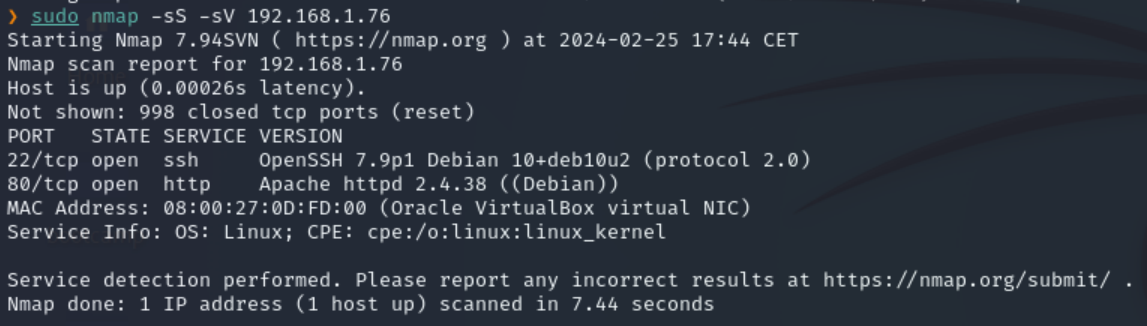 ❯ sudo nmap -sS -sV 192.168.1.76
Starting Nmap 7.94SVN ( https://nmap.org ) at 2024-02-25 17:44 CET
Nmap scan report for 192.168.1.76
Host is up (0.00026s latency).
Not shown: 998 closed tcp ports (reset)
PORT   STATE SERVICE VERSION
22/tcp open  ssh     OpenSSH 7.9p1 Debian 10+deb10u2 (protocol 2.0)
80/tcp open  http    Apache httpd 2.4.38 ((Debian))
MAC Address: 08:00:27:0D:FD:00 (Oracle VirtualBox virtual NIC)
Service Info: OS: Linux; CPE: cpe:/o:linux:linux_kernel

Service detection performed. Please report any incorrect results at https://nmap.org/submit/ .
Nmap done: 1 IP address (1 host up) scanned in 7.44 seconds